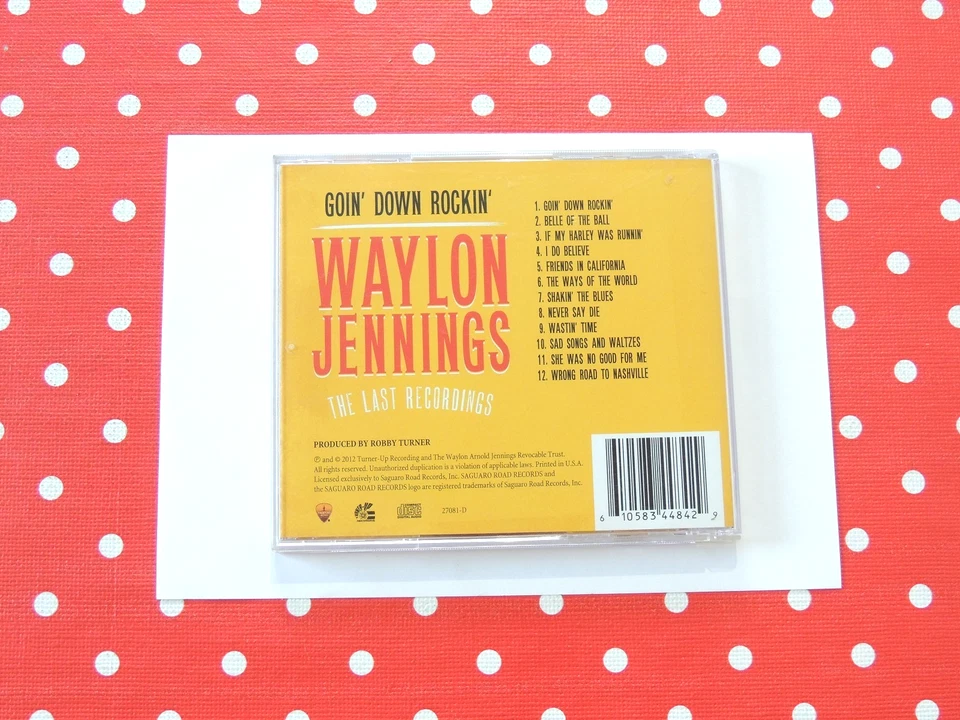 GOIN' DOWN ROCKIN'
WAYLON
JENNINGS
THE LAST RECORDINGS
1. GOIN' DOWN ROCKIN'
2. BELLE OF THE BALL
3. IF MY HARLEY WAS RUNNIN'
4. I DO BELIEVE
5. FRIENDS IN CALIFORNIA
6. THE WAYS OF THE WORLD
7. SHAKIN' THE BLUES
8. NEVER SAY DIE
9. WASTIN' TIME
10. SAD SONGS AND WALTZES
11. SHE WAS NO GOOD FOR ME
12. WRONG ROAD TO NASHVILLE
PRODUCED BY ROBBY TURNER
℗ and © 2012 Turner-Up Recording and The Waylon Arnold Jennings Revocable Trust.
All rights reserved. Unauthorized duplication is a violation of applicable laws. Printed in U.S.A.
Licensed exclusively to Saguaro Road Records, Inc. SAGUARO ROAD RECORDS and
the SAGUARO ROAD RECORDS logo are registered trademarks of Saguaro Road Records, Inc.
27081-D
6 10583 44842 9